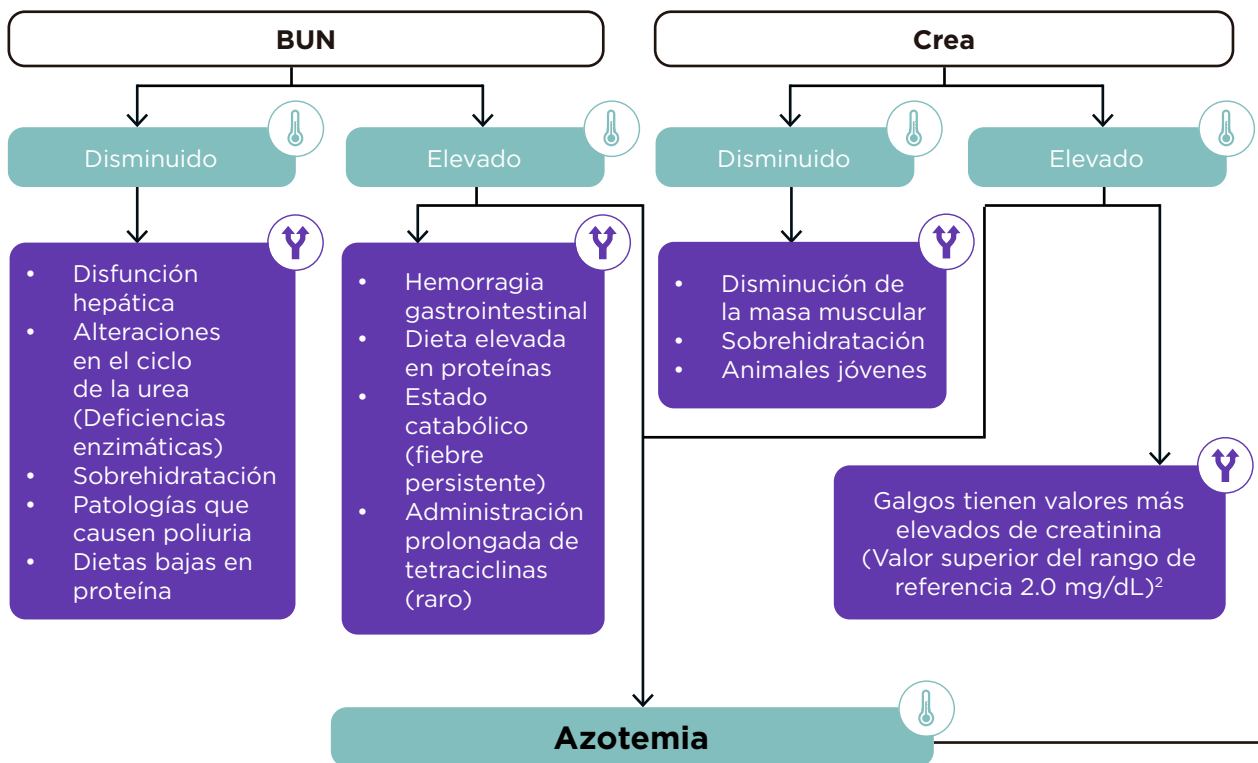 BUN
Crea
Disminuido
Elevado
Disminuido
Elevado
• Disfunción
hepática
• Alteraciones
en el ciclo
de la urea
(Deficiencias
enzimáticas)
• Sobrehidratación
• Patologías que
causen poliuria
• Dietas bajas en
proteína
• Hemorragia
gastrointestinal
• Dieta elevada
en proteínas
• Estado
catabólico
(fiebre
persistente)
• Administración
prolongada de
tetraciclinas
(raro)
• Disminución de
la masa muscular
• Sobrehidratación
• Animales jóvenes
Galgos tienen valores más
elevados de creatinina
(Valor superior del rango de
referencia 2.0 mg/dL)²
Azotemia